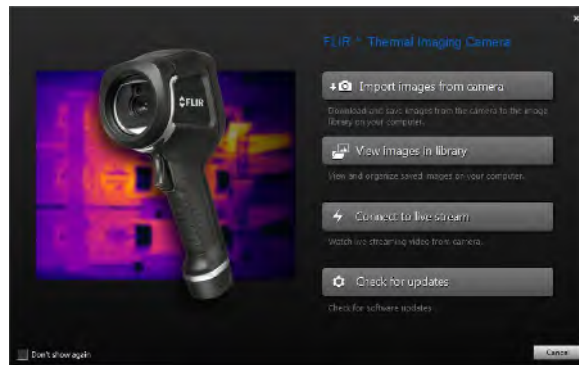 FLIR ™ Thermal Imaging Camera
Import images from camera
Download and save images from the camera to the image
library on your computer.
View images in library
View and organize saved images on your computer.
Connect to live stream
Watch live streaming video from camera.
Check for updates
Check for software updates
FLIR
Don't show again
Cancel